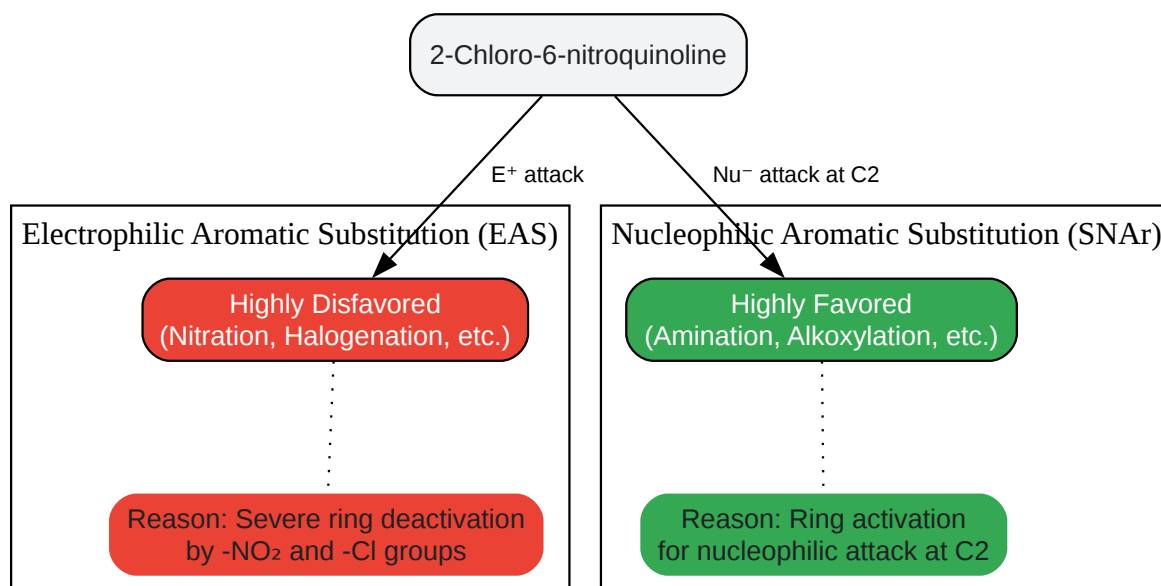 2-Chloro-6-nitroquinoline
E⁺ attack
Nu⁻ attack at C2
Electrophilic Aromatic Substitution (EAS)
Nucleophilic Aromatic Substitution (SNAr)
Highly Disfavored
(Nitration, Halogenation, etc.)
Highly Favored
(Amination, Alkoxylation, etc.)
Reason: Severe ring deactivation
by -NO₂ and -Cl groups
Reason: Ring activation
for nucleophilic attack at C2